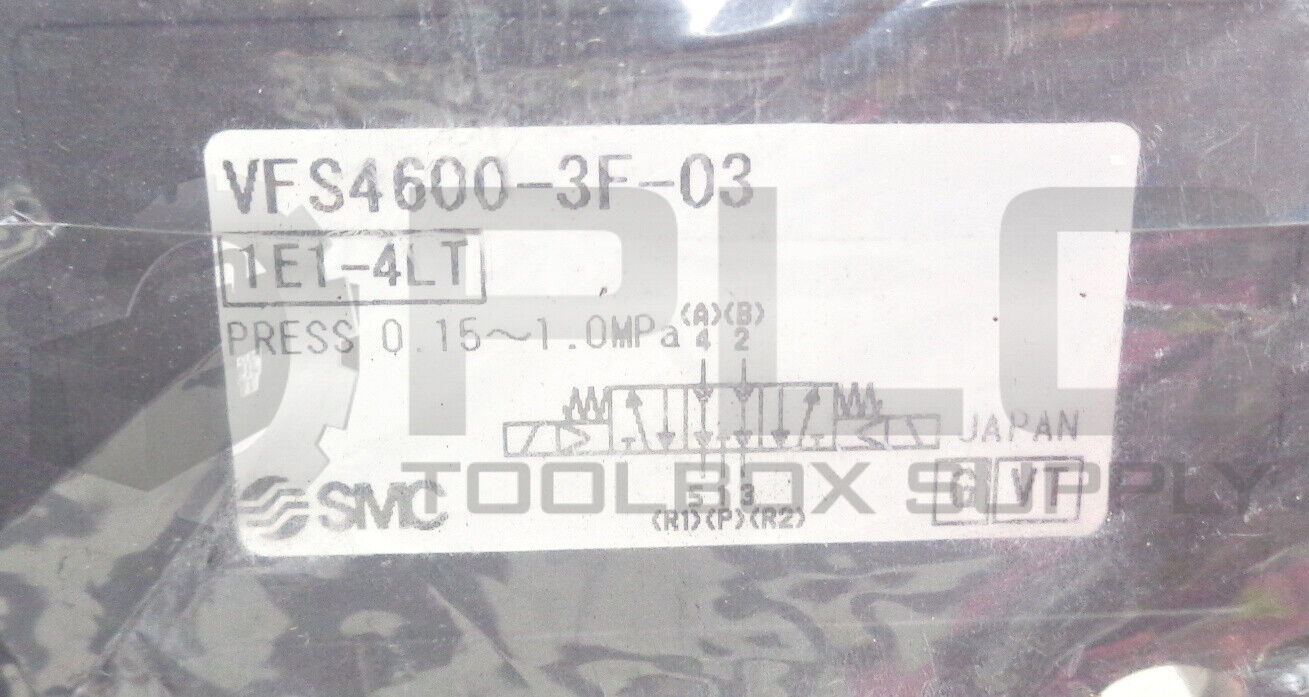 VFS4600-3F-03
1E1-4LT
PRESS 0.15~1.0MPa
(A)(B)
4 2
JAPAN
5 1 3
(R1)(P)(R2)
SMC
G VT
PLC
TOOLBOX SUPPLY